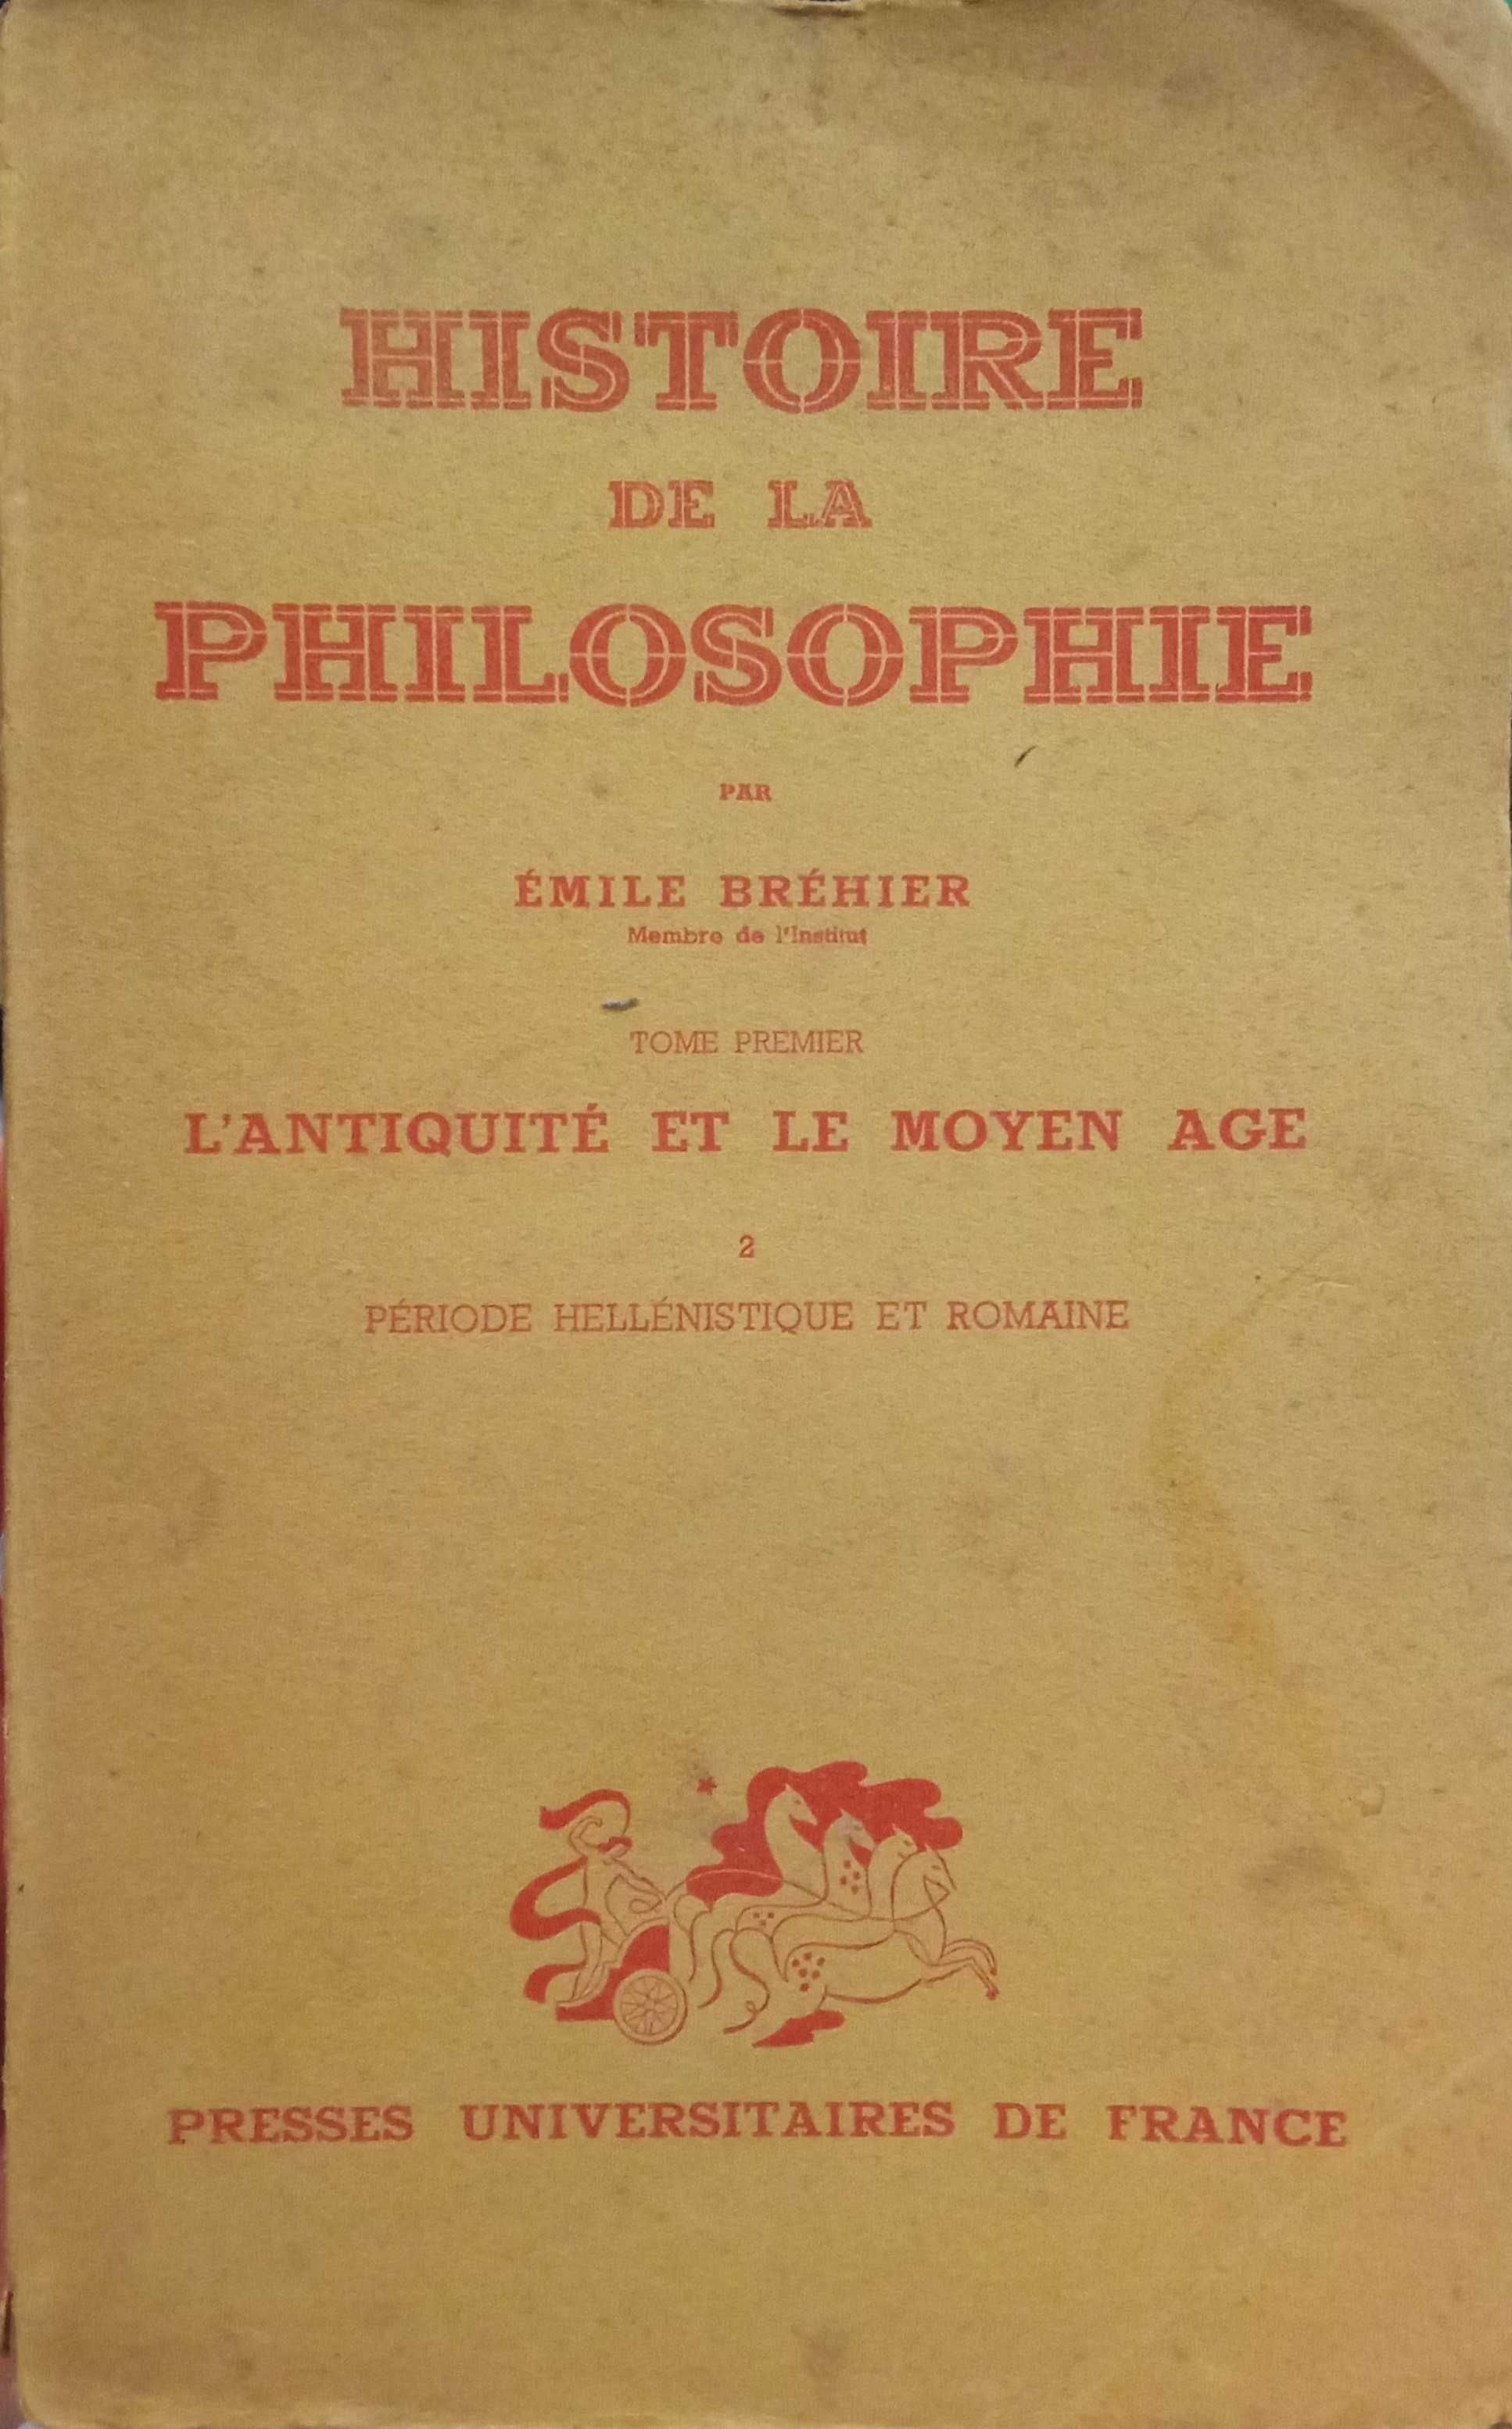 HISTOIRE
DE LA
PHILOSOPHIE
PAR
ÉMILE BRÉHIER
Membre de l'Institut
TOME PREMIER
L'ANTIQUITÉ ET LE MOYEN AGE
2
PÉRIODE HELLÉNISTIQUE ET ROMAINE
PRESSES UNIVERSITAIRES DE FRANCE